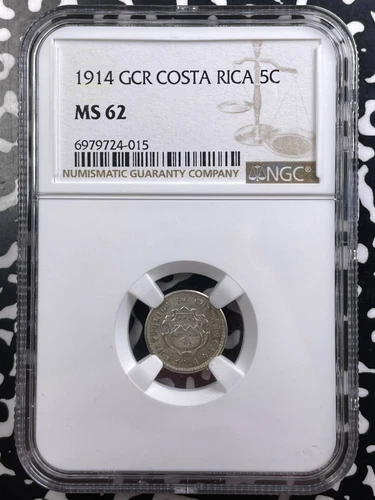 1914 GCR COSTA RICA 5C
MS 62
6979724-015
NUMISMATIC GUARANTY COMPANY
NGC®